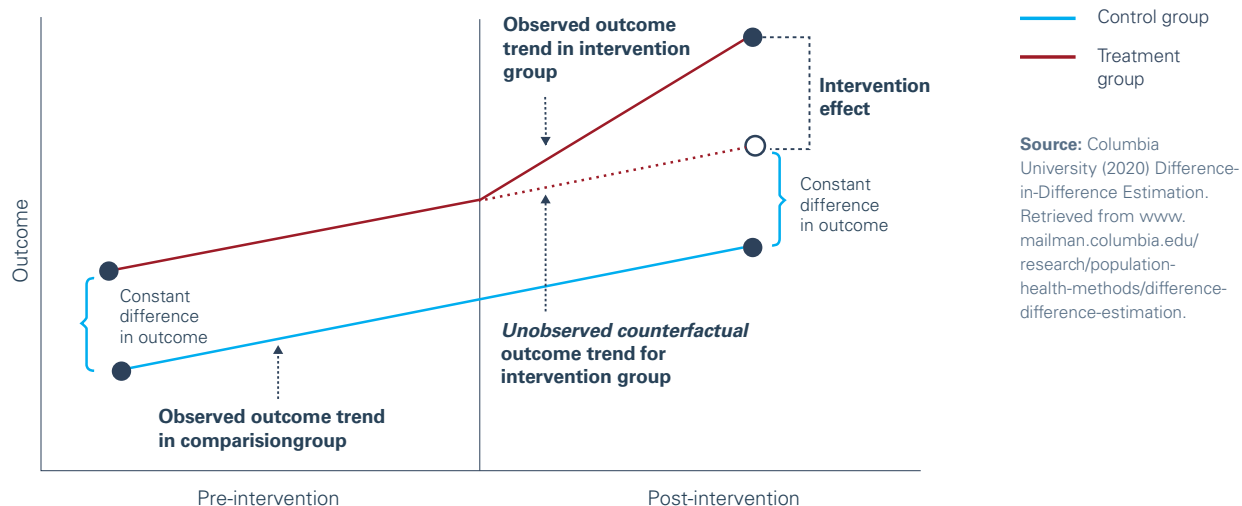 Observed outcome
trend in intervention
group
Intervention
effect
Constant
difference
in outcome
Outcome
Constant
difference
in outcome
Unobserved counterfactual
outcome trend for
intervention group
Observed outcome trend
in comparisiongroup
Pre-intervention
Post-intervention
Control group
Treatment
group
Source: Columbia
University (2020) Difference-
in-Difference Estimation.
Retrieved from www.
mailman.columbia.edu/
research/population-
health-methods/difference-
difference-estimation.